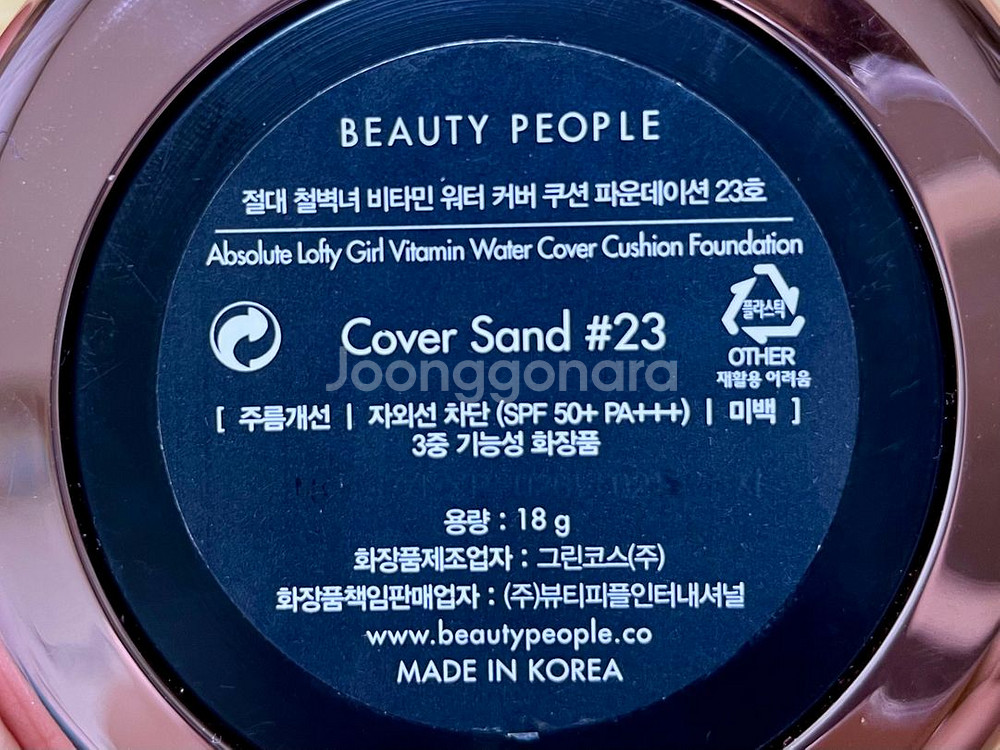 BEAUTY PEOPLE
절대 철벽녀 비타민 워터 커버 쿠션 파운데이션 23호
Absolute Lofty Girl Vitamin Water Cover Cushion Foundation
플라스틱
Cover Sand #23
OTHER
재활용 어려움
Joonggonara
[ 주름개선 | 자외선 차단 (SPF 50+ PA+++) | 미백 ]
3중 기능성 화장품
용량 : 18 g
화장품제조업자 : 그린코스(주)
화장품책임판매업자 : (주)뷰티피플인터내셔널
www.beautypeople.co
MADE IN KOREA